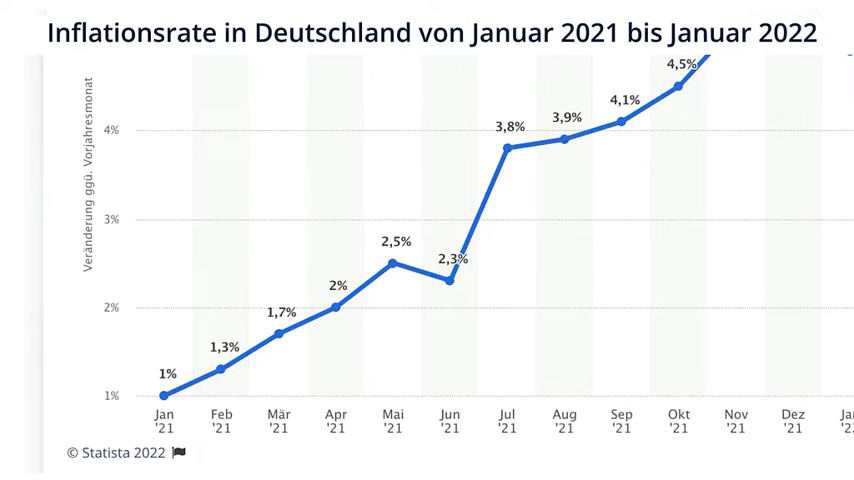 Inflationsrate in Deutschland von Januar 2021 bis Januar 2022
Veränderung ggü. Vorjahresmonat
4,5%
4,1%
3,9%
3,8%
4%
3%
2,5%
2,3%
2%
2%
1,7%
1,3%
1%
1%
Jan Feb Mär Apr Mai Jun Jul Aug Sep Okt Nov Dez
'21 '21 '21 '21 '21 '21 '21 '21 '21 '21 '21 '21
© Statista 2022